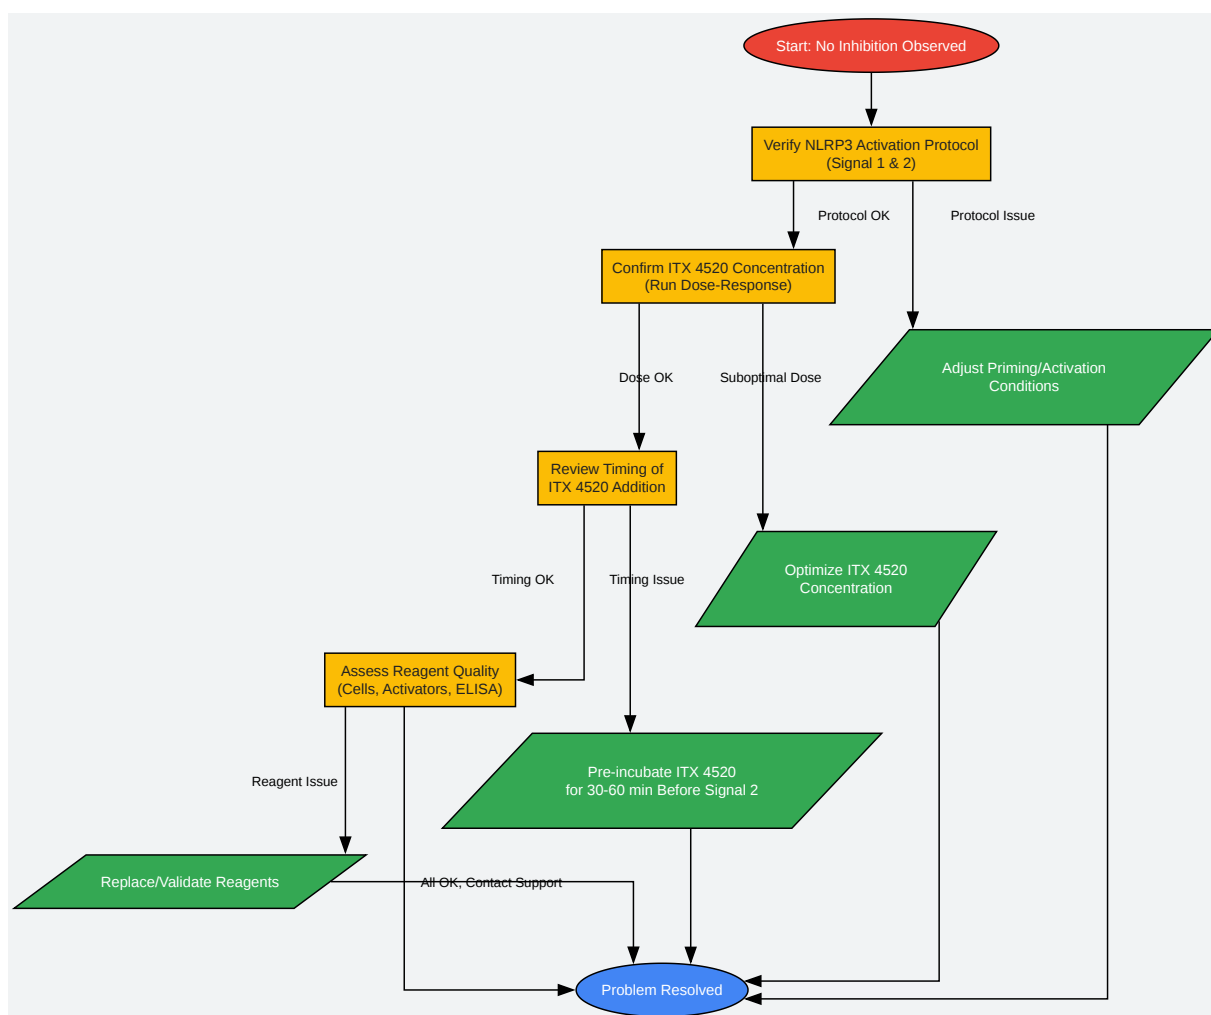 Start: No Inhibition Observed
Verify NLRP3 Activation Protocol
(Signal 1 & 2)
Protocol OK
Protocol Issue
Confirm ITX 4520 Concentration
(Run Dose-Response)
Dose OK
Suboptimal Dose
Adjust Priming/Activation
Conditions
Review Timing of
ITX 4520 Addition
Timing OK
Timing Issue
Optimize ITX 4520
Concentration
Assess Reagent Quality
(Cells, Activators, ELISA)
Reagent Issue
Pre-incubate ITX 4520
for 30-60 min Before Signal 2
Replace/Validate Reagents
All OK, Contact Support
Problem Resolved